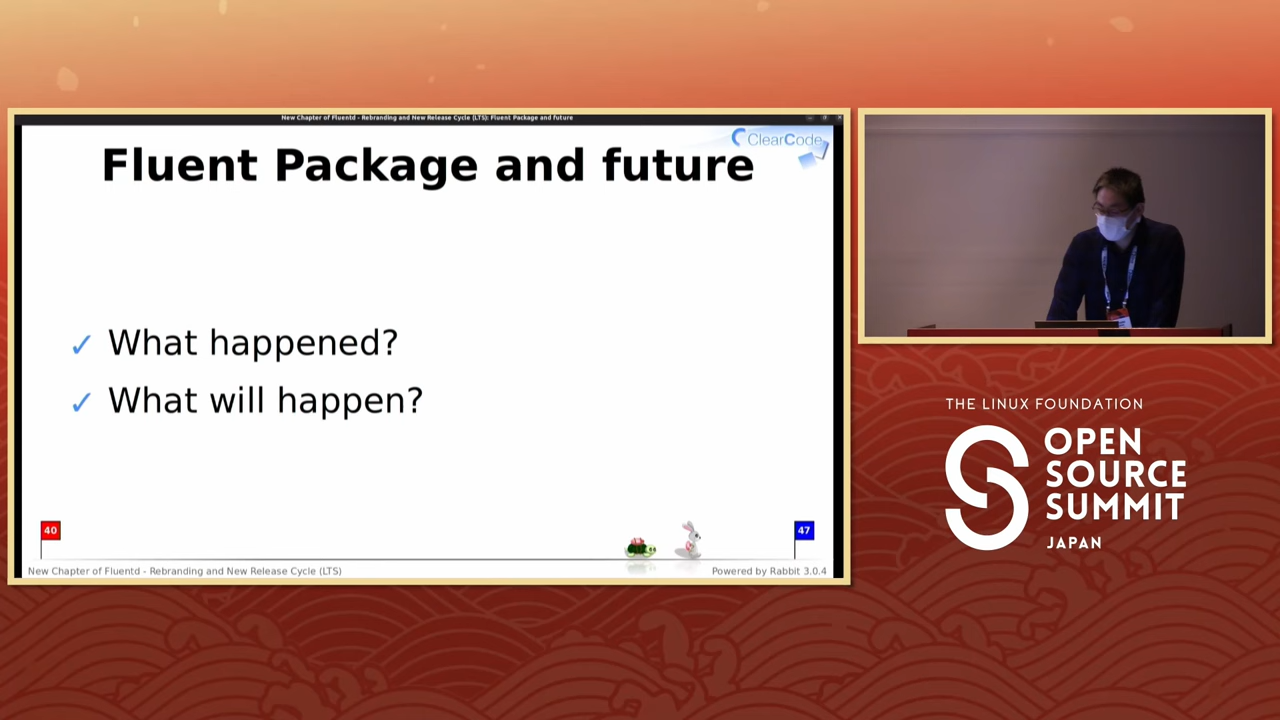 New Chapter of Fluentd - Rebranding and New Release Cycle (LTS): Fluent Package and future
ClearCode
Fluent Package and future
✓ What happened?
✓ What will happen?
40
47
New Chapter of Fluentd - Rebranding and New Release Cycle (LTS)
Powered by Rabbit 3.0.4
THE LINUX FOUNDATION
OPEN
SOURCE
SUMMIT
JAPAN